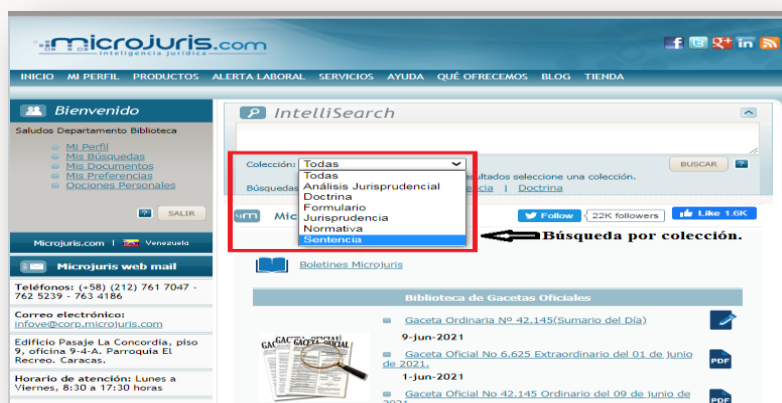 microjuris.com
inteligencia jurídica
INICIO MI PERFIL PRODUCTOS ALERTA LABORAL SERVICIOS AYUDA QUÉ OFRECEMOS BLOG TIENDA
Bienvenido
Saludos Departamento Biblioteca
Mi Perfil
Mis Búsquedas
Mis Documentos
Mis Preferencias
Opciones Personales
SALIR
Microjuris.com | Venezuela
Microjuris web mail
Teléfonos: (+58) (212) 761 7047 -
762 5239 - 763 4186
Correo electrónico:
infove@corp.microjuris.com
Edificio Pasaje La Concordia, piso
9, oficina 9-4-A. Parroquia El
Recreo. Caracas.
Horario de atención: Lunes a
Viernes, 8:30 a 17:30 horas
IntelliSearch
Colección: Todas
BUSCAR
Todas
Análisis Jurisprudencial
Doctrina
Formulario
Jurisprudencia
Normativa
Sentencia
ultados seleccione una colección.
Búsquedas
cia | Doctrina
Mic
Follow 22K followers Like 1.6K
Búsqueda por colección.
Boletines Microjuris
Biblioteca de Gacetas Oficiales
Gaceta Ordinaria Nº 42,145(Sumario del Día)
9-jun-2021
Gaceta Oficial No 6.625 Extraordinario del 01 de junio
de 2021.
PDF
1-jun-2021
Gaceta Oficial No 42,145 Ordinario del 09 de junio de
2021
PDF